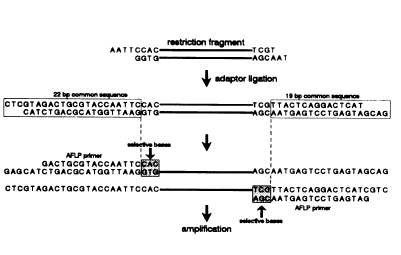 restriction fragment
AATTCCAC TCGT
GGTG AGCAAT
adaptor ligation
22 bp common sequence 19 bp common sequence
CTCGTAGACTGCGTACCAATTCCAC TCGTTACTCAGGACTCAT
CATCTGACGCATGGTTAAGGTG AGCAATGAGTCCTGAGTAGCAG
selective bases
AFLP primer
GACTGCGTACCAATTCCAC
GAGCATCTGACGCATGGTTAAGGTG AGCAATGAGTCCTGAGTAGCAG
CTCGTAGACTGCGTACCAATTCCAC TCGTTACTCAGGACTCATCGTC
AGCAATGAGTCCTGAGTAG
AFLP primer
selective bases
amplification